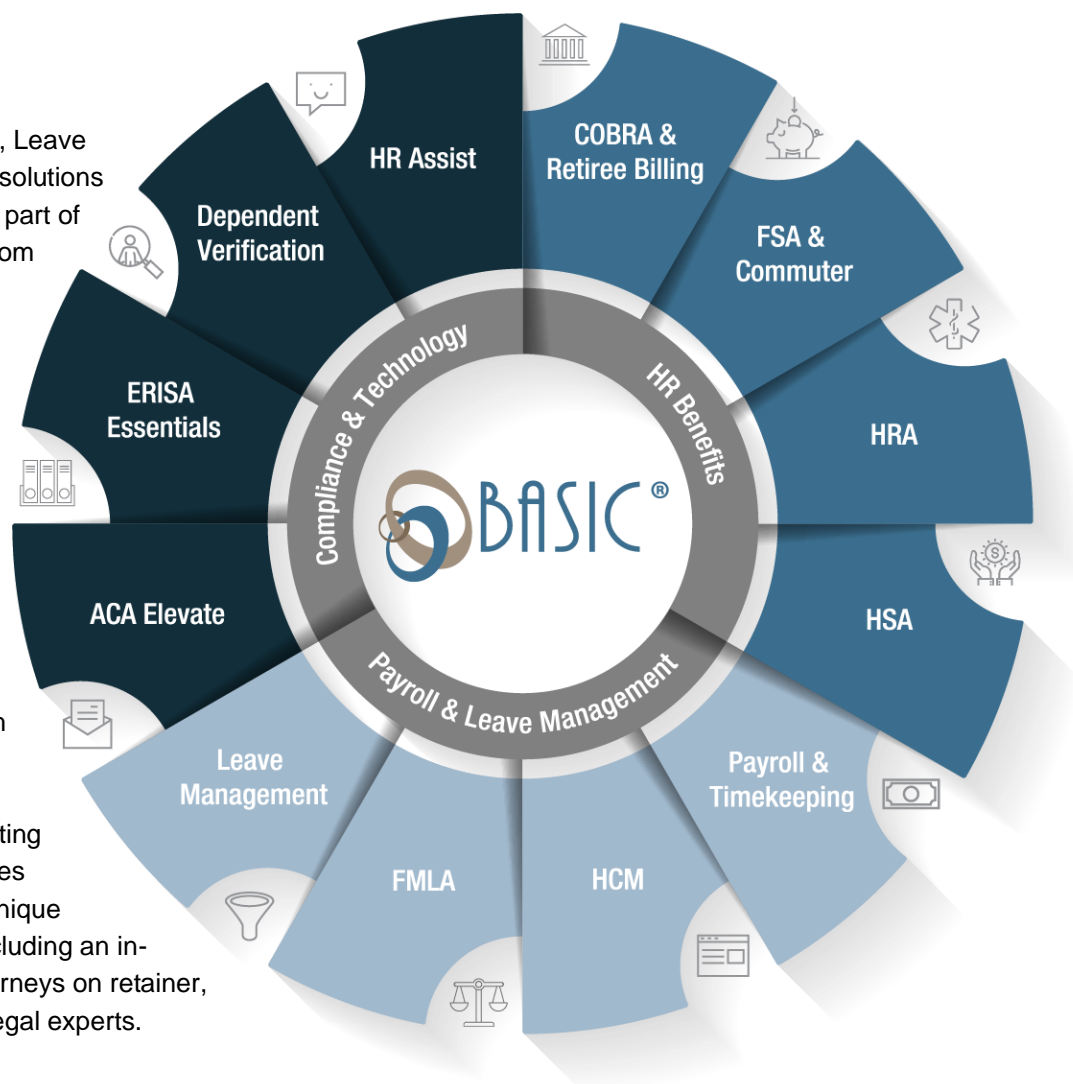 , Leave
solutions
part of
om
n
ting
es
nique
cluding an in-
rneys on retainer,
egal experts.
HR Assist
COBRA &
Retiree Billing
FSA &
Commuter
HRA
HSA
Payroll &
Timekeeping
HCM
FMLA
Leave
Management
ACA Elevate
ERISA
Essentials
Dependent
Verification
Compliance & Technology
HR Benefits
Payroll & Leave Management
BASIC®